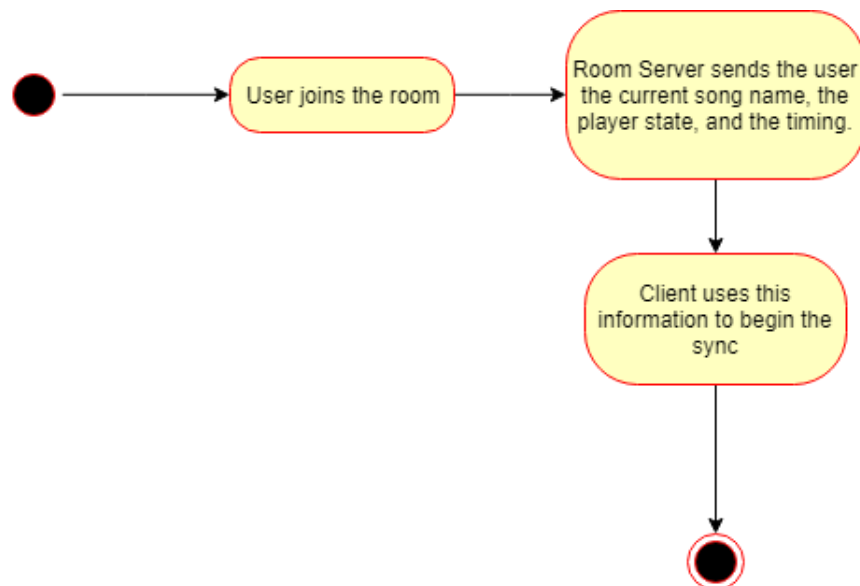 User joins the room
Room Server sends the user
the current song name, the
player state, and the timing.
Client uses this
information to begin the
sync